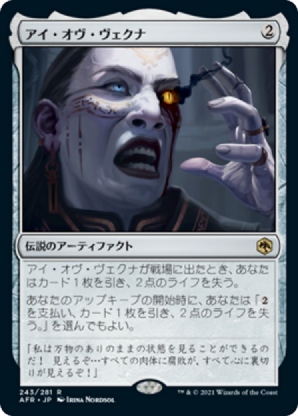 アイ・オヴ・ヴェクナ 2
伝説のアーティファクト
アイ・オヴ・ヴェクナが戦場に出たとき、あなた
はカード1枚を引き、2点のライフを失う。
あなたのアップキープの開始時に、あなたは「2
を支払い、カード1枚を引き、2点のライフを失
う。」を選んでもよい。
「私は万物のありのままの状態を見ることができるの
だ! 見えるぞ…すべての肉体に腐敗が、すべて心に裏切
りが見えるぞ!」
243/281 R
AFR・JP IRINA NORDSOL
™ & © 2021 Wizards of the Coast